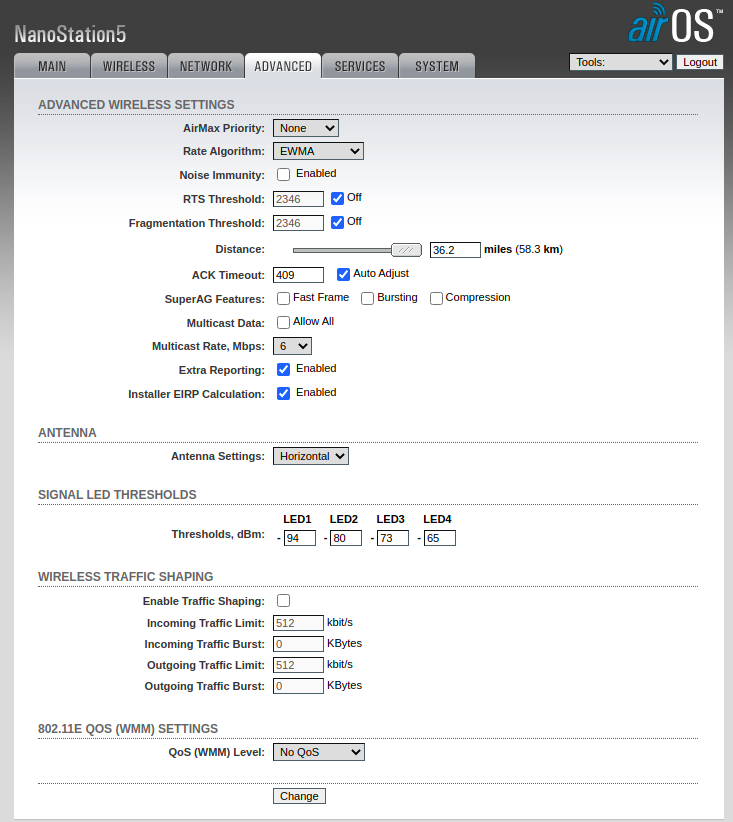 NanoStation5
airOS™
MAIN WIRELESS NETWORK ADVANCED SERVICES SYSTEM Tools: Logout
ADVANCED WIRELESS SETTINGS
AirMax Priority: None
Rate Algorithm: EWMA
Noise Immunity: Enabled
RTS Threshold: 2346 Off
Fragmentation Threshold: 2346 Off
Distance: 36.2 miles (58.3 km)
ACK Timeout: 409 Auto Adjust
SuperAG Features: Fast Frame Bursting Compression
Multicast Data: Allow All
Multicast Rate, Mbps: 6
Extra Reporting: Enabled
Installer EIRP Calculation: Enabled
ANTENNA
Antenna Settings: Horizontal
SIGNAL LED THRESHOLDS
LED1 LED2 LED3 LED4
Thresholds, dBm: - 94 - 80 - 73 - 65
WIRELESS TRAFFIC SHAPING
Enable Traffic Shaping:
Incoming Traffic Limit: 512 kbit/s
Incoming Traffic Burst: 0 KBytes
Outgoing Traffic Limit: 512 kbit/s
Outgoing Traffic Burst: 0 KBytes
802.11E QOS (WMM) SETTINGS
QoS (WMM) Level: No QoS
Change